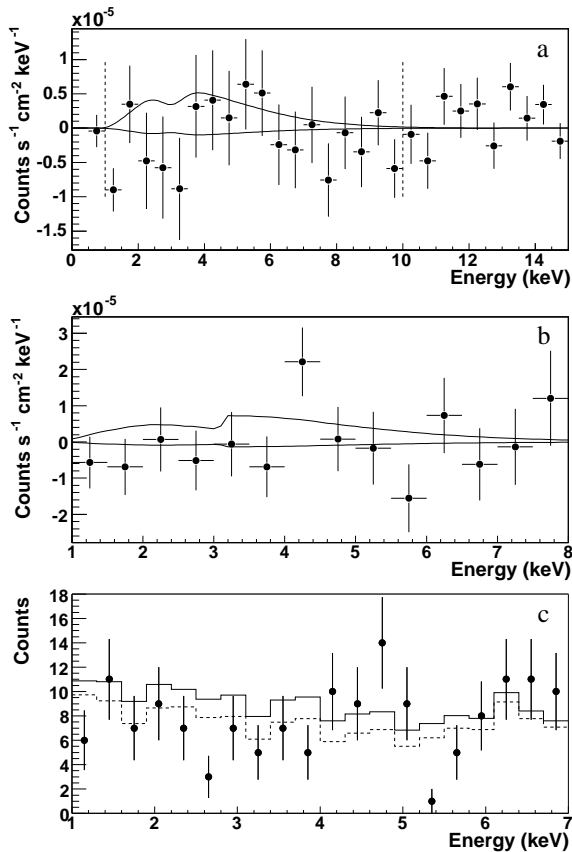 x10⁻⁵
a
1
0.5
0
-0.5
-1
-1.5
Counts s⁻¹ cm⁻² keV⁻¹
0 2 4 6 8 10 12 14
Energy (keV)
x10⁻⁵
b
3
2
1
0
-1
-2
Counts s⁻¹ cm⁻² keV⁻¹
1 2 3 4 5 6 7 8
Energy (keV)
c
18
16
14
12
10
8
6
4
2
0
Counts
1 2 3 4 5 6 7
Energy (keV)